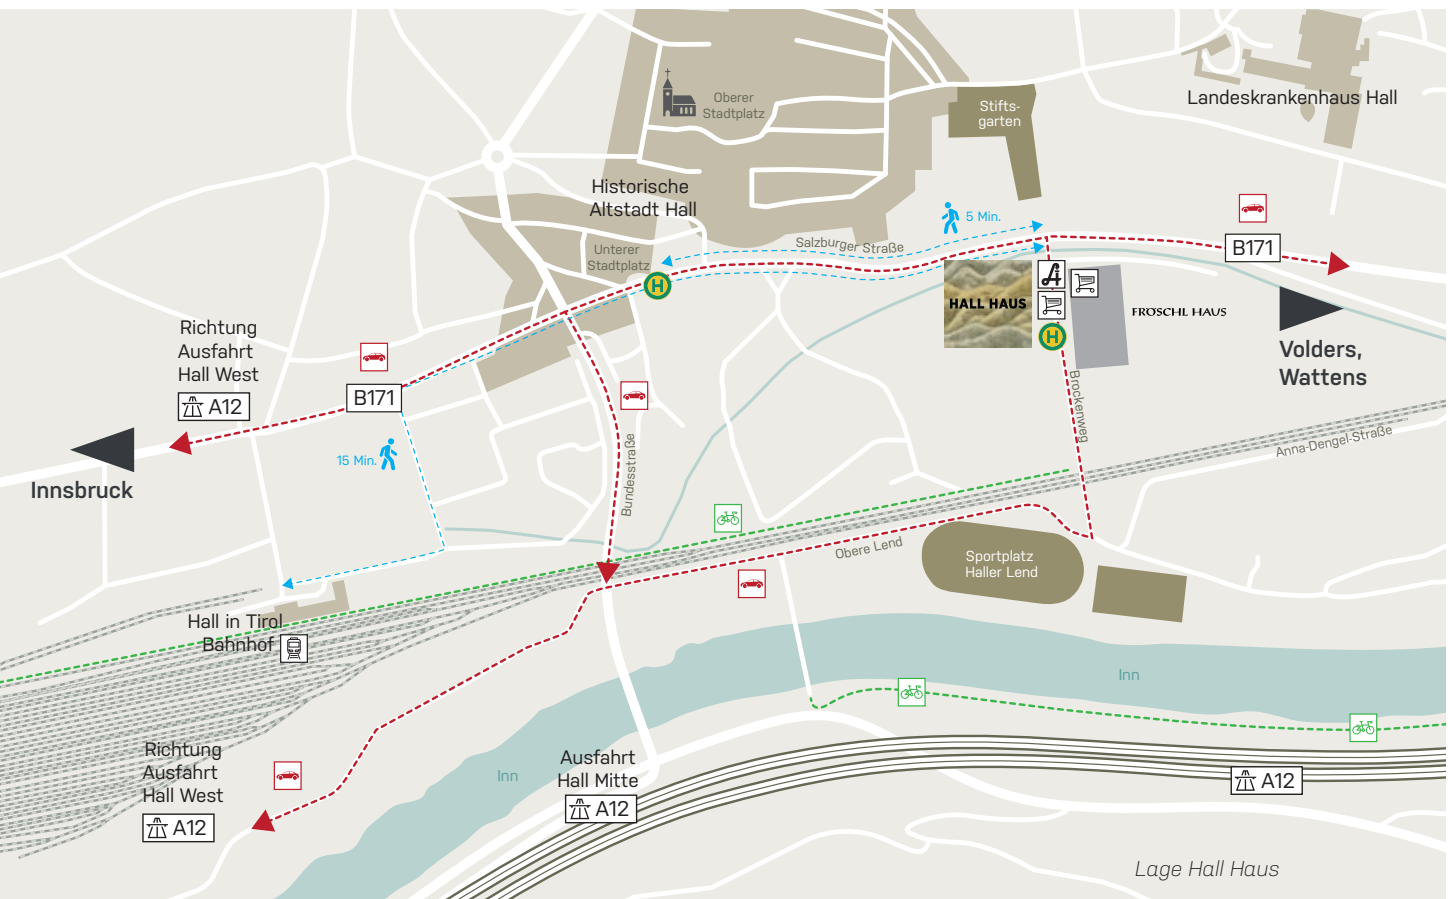 Landeskrankenhaus Hall
Oberer
Stadtplatz
Stifts-
garten
Historische
Altstadt Hall
5 Min.
Salzburger Straße
B171
Unterer
Stadtplatz
H
HALL HAUS
FRÖSCHL HAUS
H
Richtung
Ausfahrt
Hall West
A12
B171
Volders,
Wattens
Brockenweg
15 Min.
Bundesstraße
Innsbruck
Anna-Dengel-Straße
Obere Lend
Sportplatz
Haller Lend
Hall in Tirol
Bahnhof
Inn
Richtung
Ausfahrt
Hall West
A12
Inn
Ausfahrt
Hall Mitte
A12
A12
Lage Hall Haus